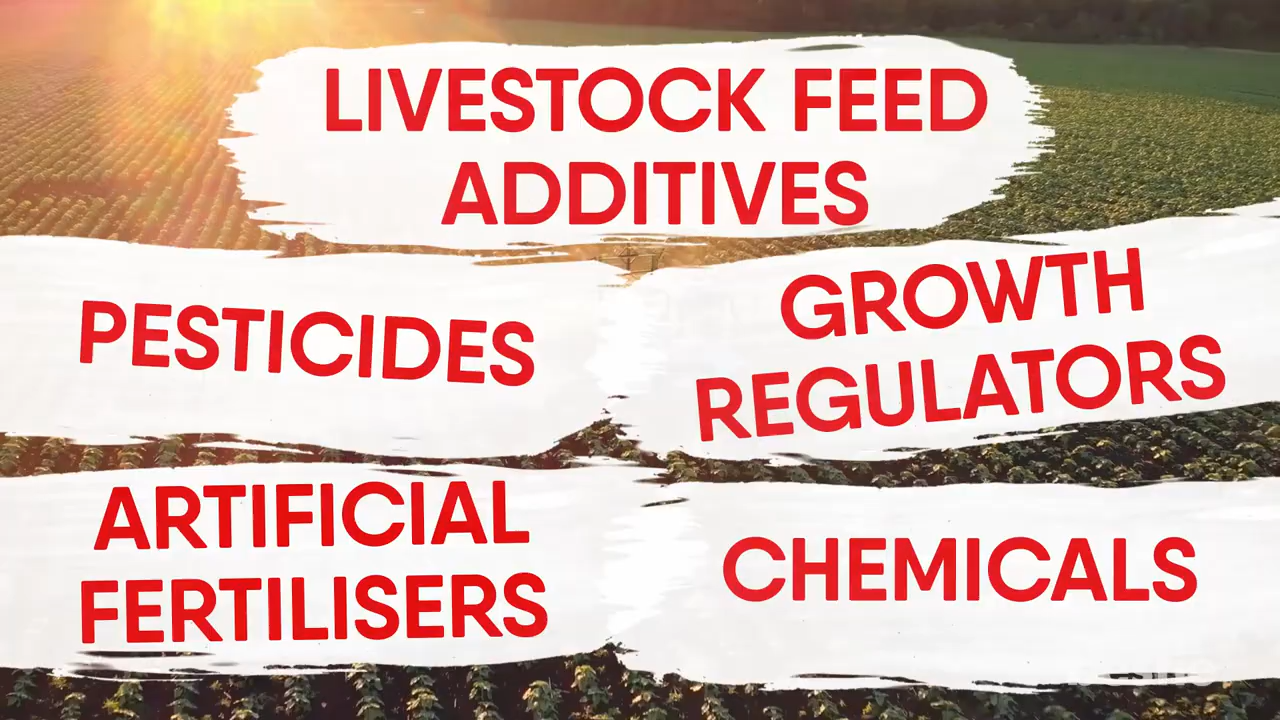 LIVESTOCK FEED
ADDITIVES
PESTICIDES
GROWTH
REGULATORS
ARTIFICIAL
FERTILISERS
CHEMICALS